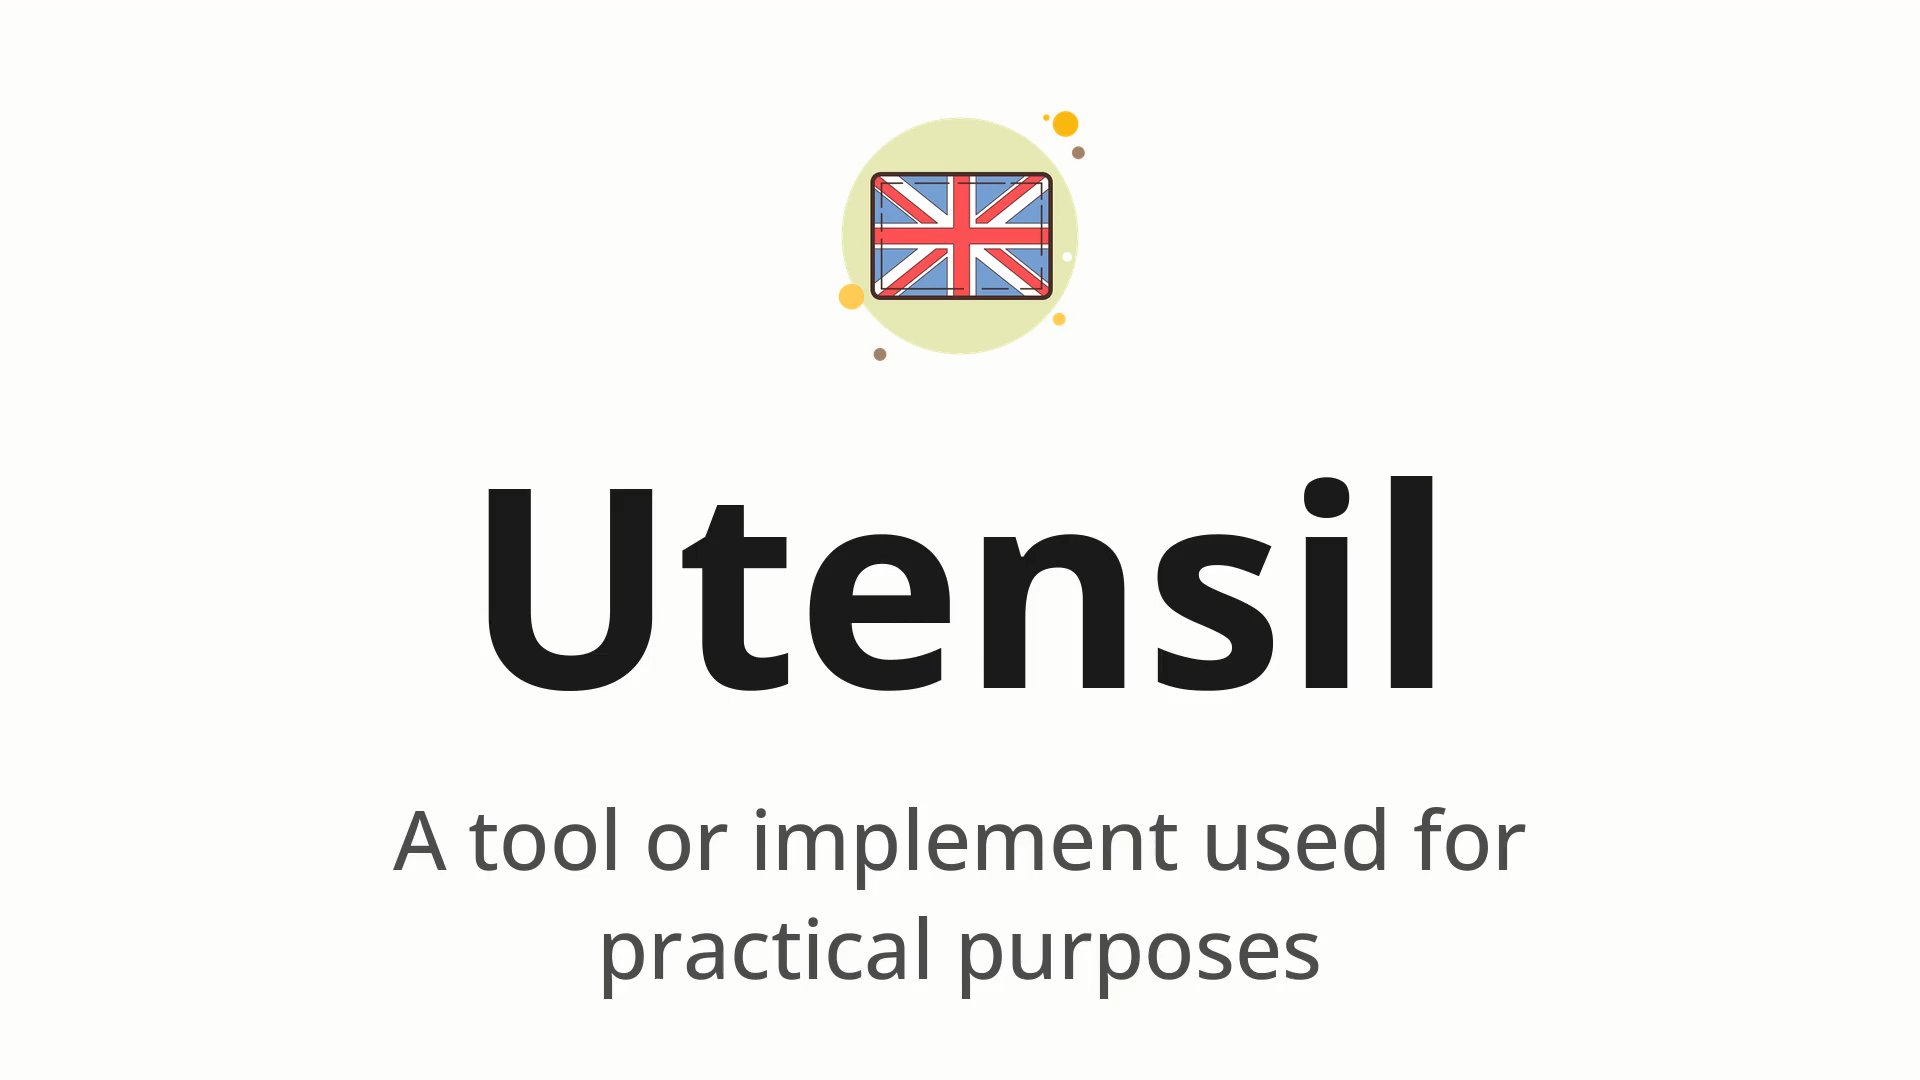 Utensil
A tool or implement used for
practical purposes